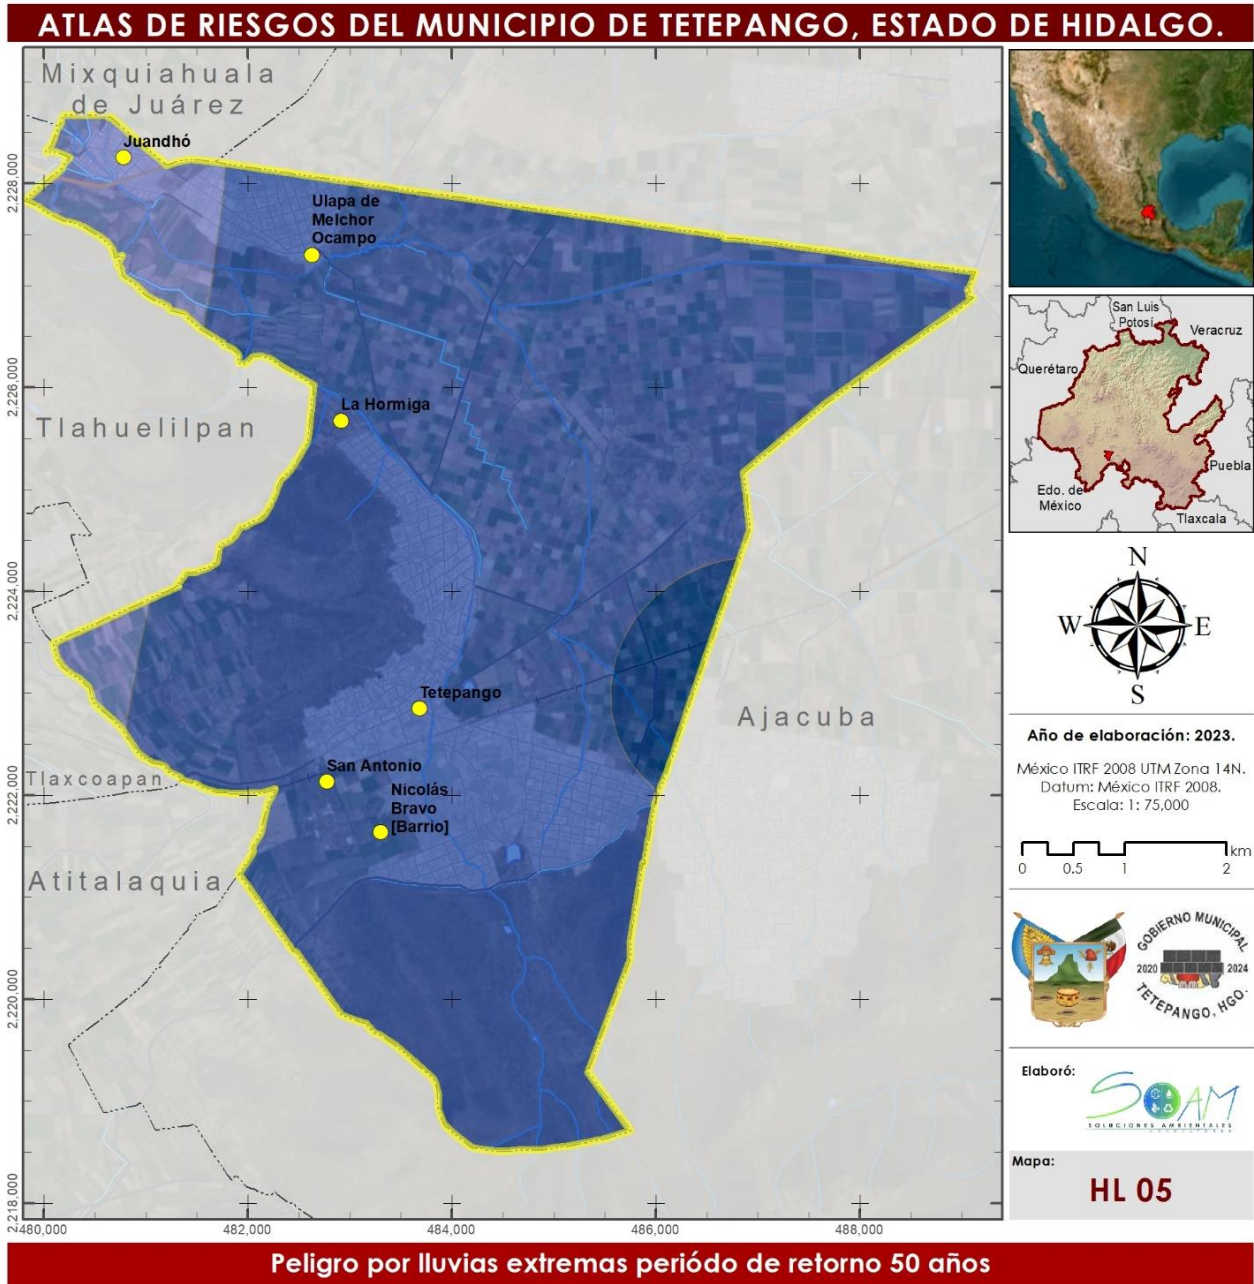 ATLAS DE RIESGOS DEL MUNICIPIO DE TETEPANGO, ESTADO DE HIDALGO.
Mixquiahuala
de Juárez
Juandhó
Ulapa de
Melchor
Ocampo
La Hormiga
Tlahuelilpan
Tetepango
Ajacuba
San Antonio
Nicolás
Bravo
[Barrio]
Tlaxcoapan
Atitalaquia
2,228,000
2,226,000
2,224,000
2,222,000
2,220,000
2,218,000
480,000
482,000
484,000
486,000
488,000
San Luis
Potosí
Veracruz
Querétaro
Puebla
Edo. de
México
Tlaxcala
N
W
E
S
Año de elaboración: 2023.
México ITRF 2008 UTM Zona 14N.
Datum: México ITRF 2008.
Escala: 1: 75,000
km
0 0.5 1 2
GOBIERNO MUNICIPAL
2020 2024
TETEPANGO, HGO.
Elaboró:
SOAM
SOLUCIONES AMBIENTALES
Mapa:
HL 05
Peligro por lluvias extremas periódo de retorno 50 años